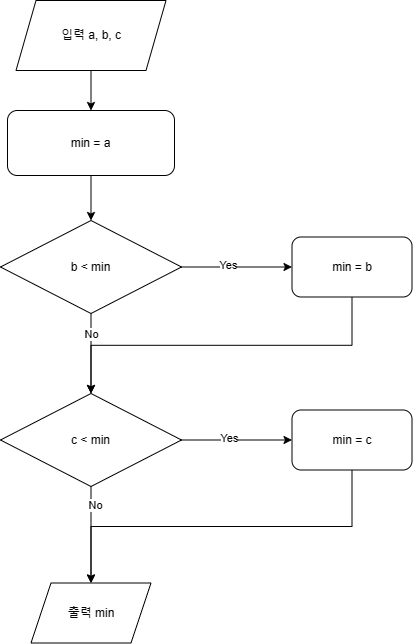 입력 a, b, c
min = a
b < min
Yes
min = b
No
c < min
Yes
min = c
No
출력 min